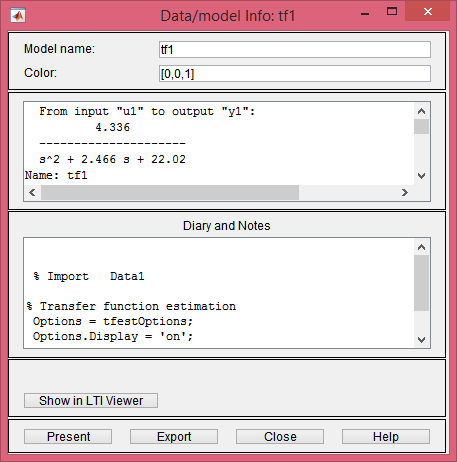 Data/model Info: tf1
Model name: tf1
Color: [0,0,1]
From input "u1" to output "y1":
4.336
---------------------
s^2 + 2.466 s + 22.02
Name: tf1
Diary and Notes
% Import   Data1
% Transfer function estimation
Options = tfestOptions;
Options.Display = 'on';
Show in LTI Viewer
Present Export Close Help